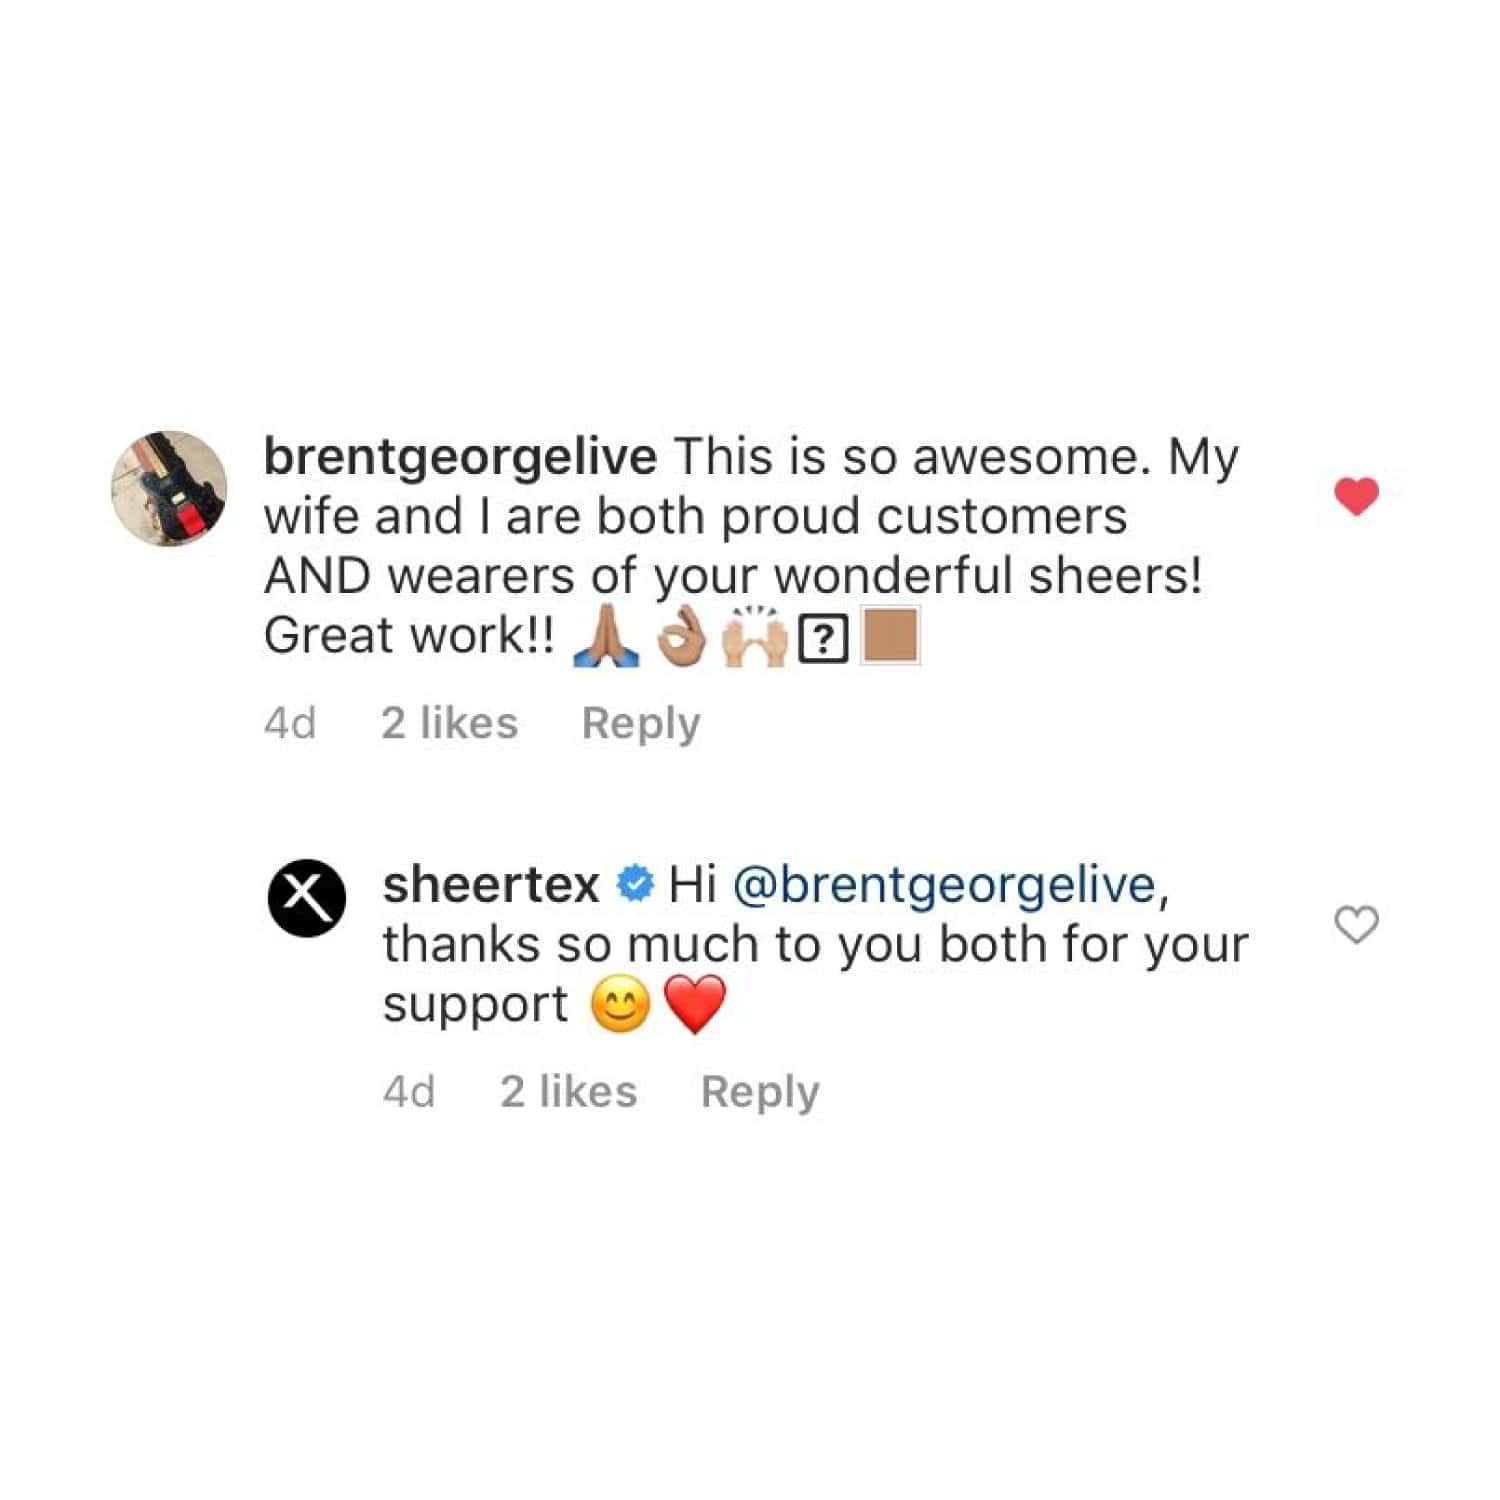 brentgeorgelive This is so awesome. My
wife and I are both proud customers
AND wearers of your wonderful sheers!
Great work!! 🙏🏽👌🏽🙌🏼⍰🏽
4d 2 likes Reply
sheertex Hi @brentgeorgelive,
thanks so much to you both for your
support 😊❤️
4d 2 likes Reply